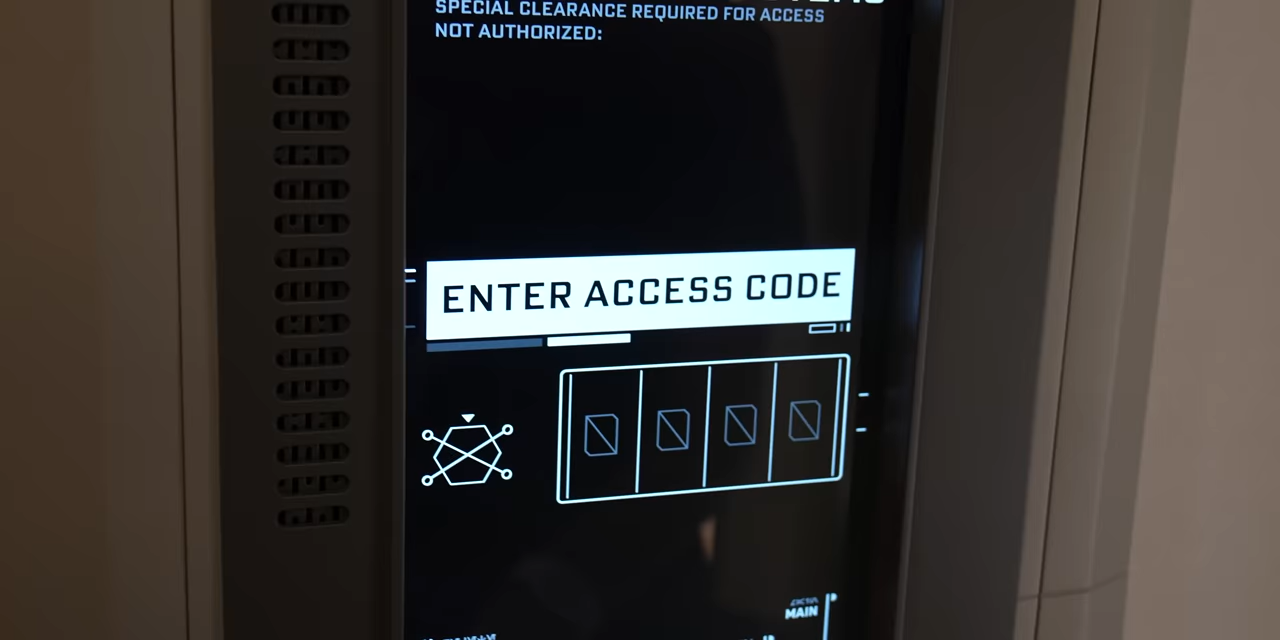 SPECIAL CLEARANCE REQUIRED FOR ACCESS
NOT AUTHORIZED:
ENTER ACCESS CODE
MAIN